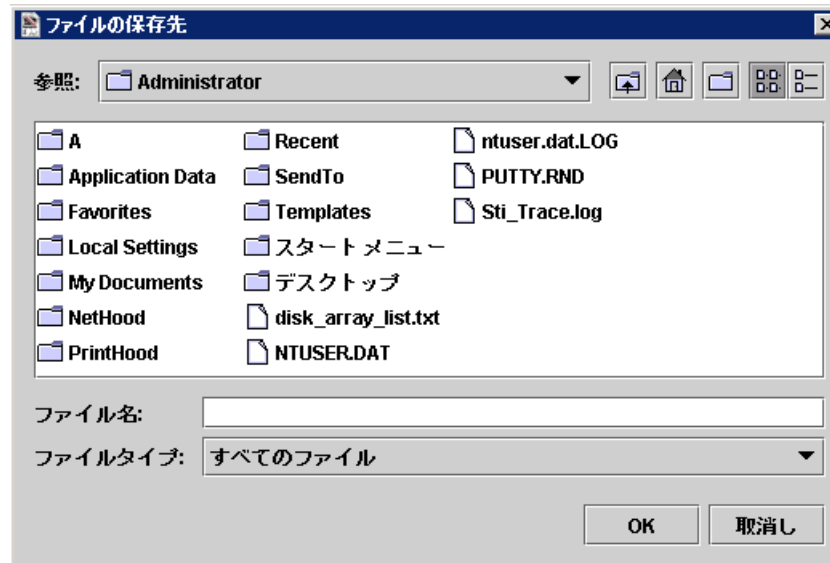 ファイルの保存先
参照: Administrator
A Recent ntuser.dat.LOG
Application Data SendTo PUTTY.RND
Favorites Templates Sti_Trace.log
Local Settings スタート メニュー
My Documents デスクトップ
NetHood disk_array_list.txt
PrintHood NTUSER.DAT
ファイル名:
ファイルタイプ: すべてのファイル
OK 取消し